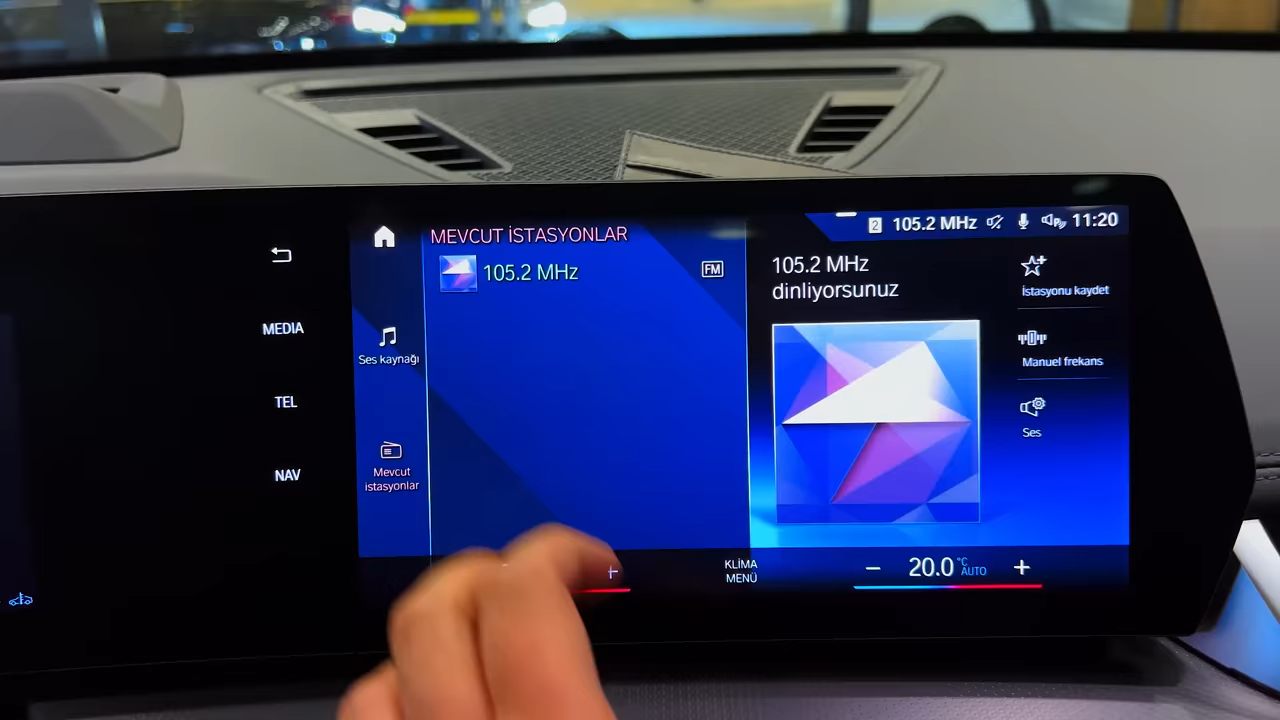 MEDIA
TEL
NAV
Ses kaynağı
Mevcut
istasyonlar
MEVCUT İSTASYONLAR
105.2 MHz
FM
2 105.2 MHz 11:20
105.2 MHz
dinliyorsunuz
İstasyonu kaydet
Manuel frekans
Ses
+
KLİMA
MENÜ
− 20.0 °C AUTO +